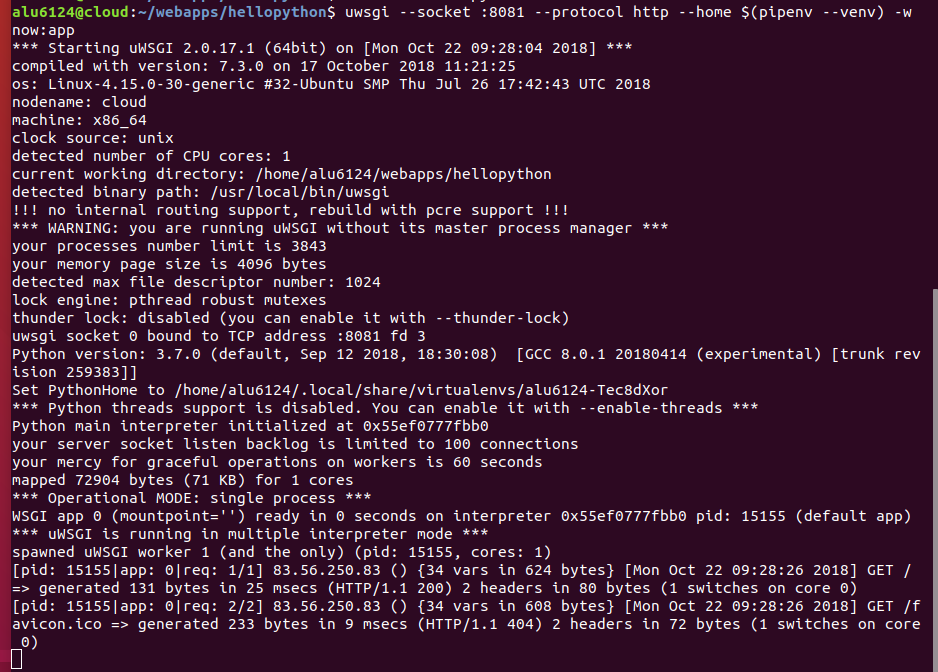 alu6124@cloud:~/webapps/hellopython$ uwsgi --socket :8081 --protocol http --home $(pipenv --venv) -w
now:app
*** Starting uWSGI 2.0.17.1 (64bit) on [Mon Oct 22 09:28:04 2018] ***
compiled with version: 7.3.0 on 17 October 2018 11:21:25
os: Linux-4.15.0-30-generic #32-Ubuntu SMP Thu Jul 26 17:42:43 UTC 2018
nodename: cloud
machine: x86_64
clock source: unix
detected number of CPU cores: 1
current working directory: /home/alu6124/webapps/hellopython
detected binary path: /usr/local/bin/uwsgi
!!! no internal routing support, rebuild with pcre support !!!
*** WARNING: you are running uWSGI without its master process manager ***
your processes number limit is 3843
your memory page size is 4096 bytes
detected max file descriptor number: 1024
lock engine: pthread robust mutexes
thunder lock: disabled (you can enable it with --thunder-lock)
uwsgi socket 0 bound to TCP address :8081 fd 3
Python version: 3.7.0 (default, Sep 12 2018, 18:30:08)  [GCC 8.0.1 20180414 (experimental) [trunk rev
ision 259383]]
Set PythonHome to /home/alu6124/.local/share/virtualenvs/alu6124-Tec8dXor
*** Python threads support is disabled. You can enable it with --enable-threads ***
Python main interpreter initialized at 0x55ef0777fbb0
your server socket listen backlog is limited to 100 connections
your mercy for graceful operations on workers is 60 seconds
mapped 72904 bytes (71 KB) for 1 cores
*** Operational MODE: single process ***
WSGI app 0 (mountpoint='') ready in 0 seconds on interpreter 0x55ef0777fbb0 pid: 15155 (default app)
*** uWSGI is running in multiple interpreter mode ***
spawned uWSGI worker 1 (and the only) (pid: 15155, cores: 1)
[pid: 15155|app: 0|req: 1/1] 83.56.250.83 () {34 vars in 624 bytes} [Mon Oct 22 09:28:26 2018] GET /
=> generated 131 bytes in 25 msecs (HTTP/1.1 200) 2 headers in 80 bytes (1 switches on core 0)
[pid: 15155|app: 0|req: 2/2] 83.56.250.83 () {34 vars in 608 bytes} [Mon Oct 22 09:28:26 2018] GET /f
avicon.ico => generated 233 bytes in 9 msecs (HTTP/1.1 404) 2 headers in 72 bytes (1 switches on core
 0)